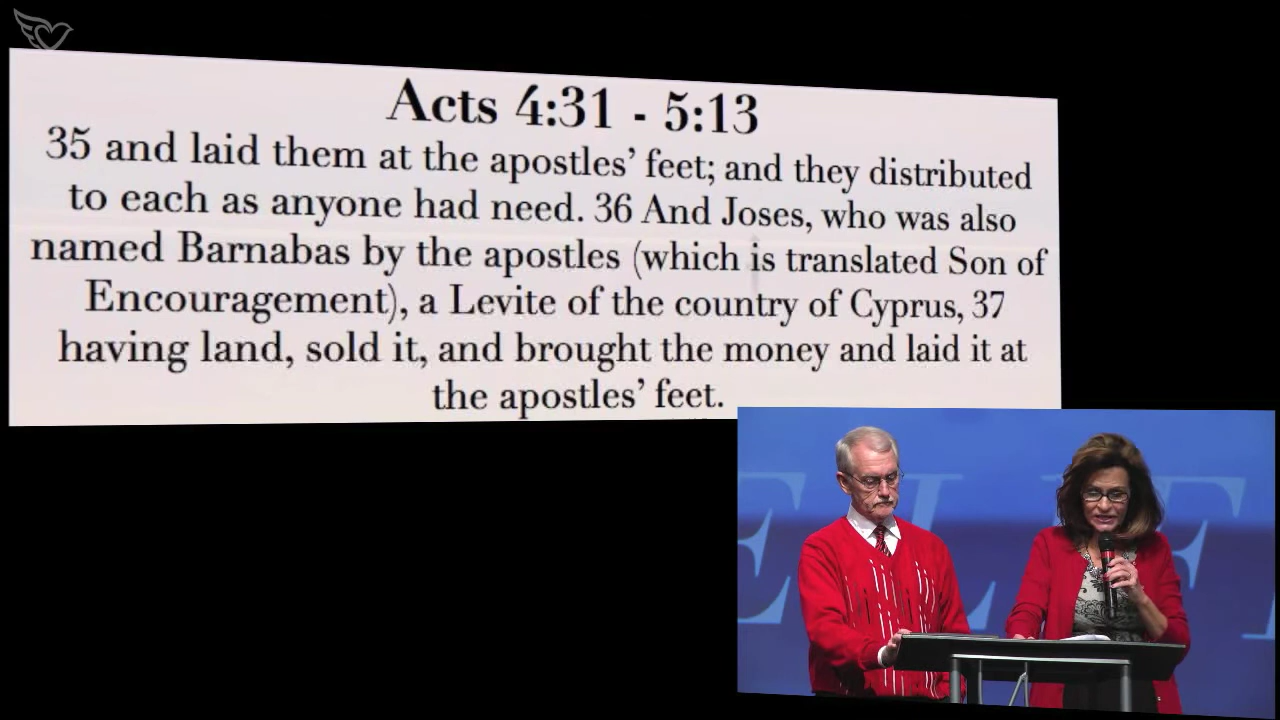 Acts 4:31 - 5:13
35 and laid them at the apostles’ feet; and they distributed
to each as anyone had need. 36 And Joses, who was also
named Barnabas by the apostles (which is translated Son of
Encouragement), a Levite of the country of Cyprus, 37
having land, sold it, and brought the money and laid it at
the apostles’ feet.
ELF